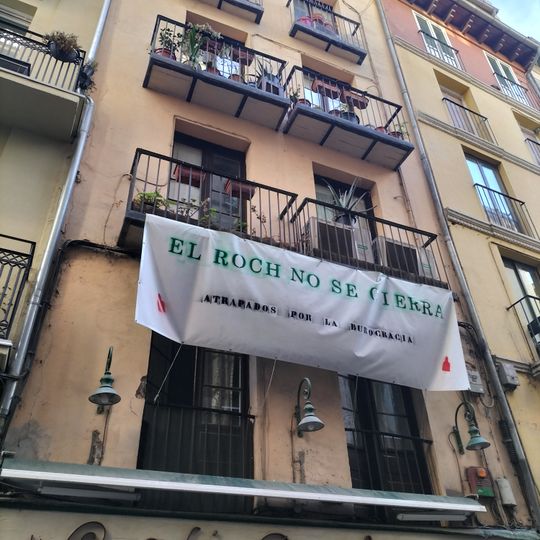 EL ROCH NO SE CIERRA
ATRAPADOS POR LA BUROCRACIA